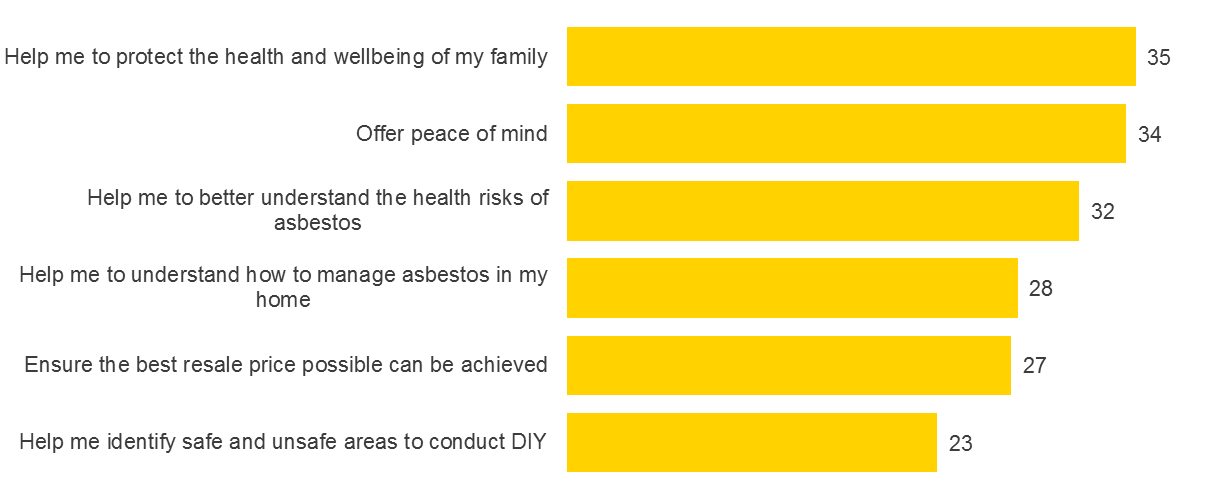 Help me to protect the health and wellbeing of my family 35
Offer peace of mind 34
Help me to better understand the health risks of
asbestos 32
Help me to understand how to manage asbestos in my
home 28
Ensure the best resale price possible can be achieved 27
Help me identify safe and unsafe areas to conduct DIY 23